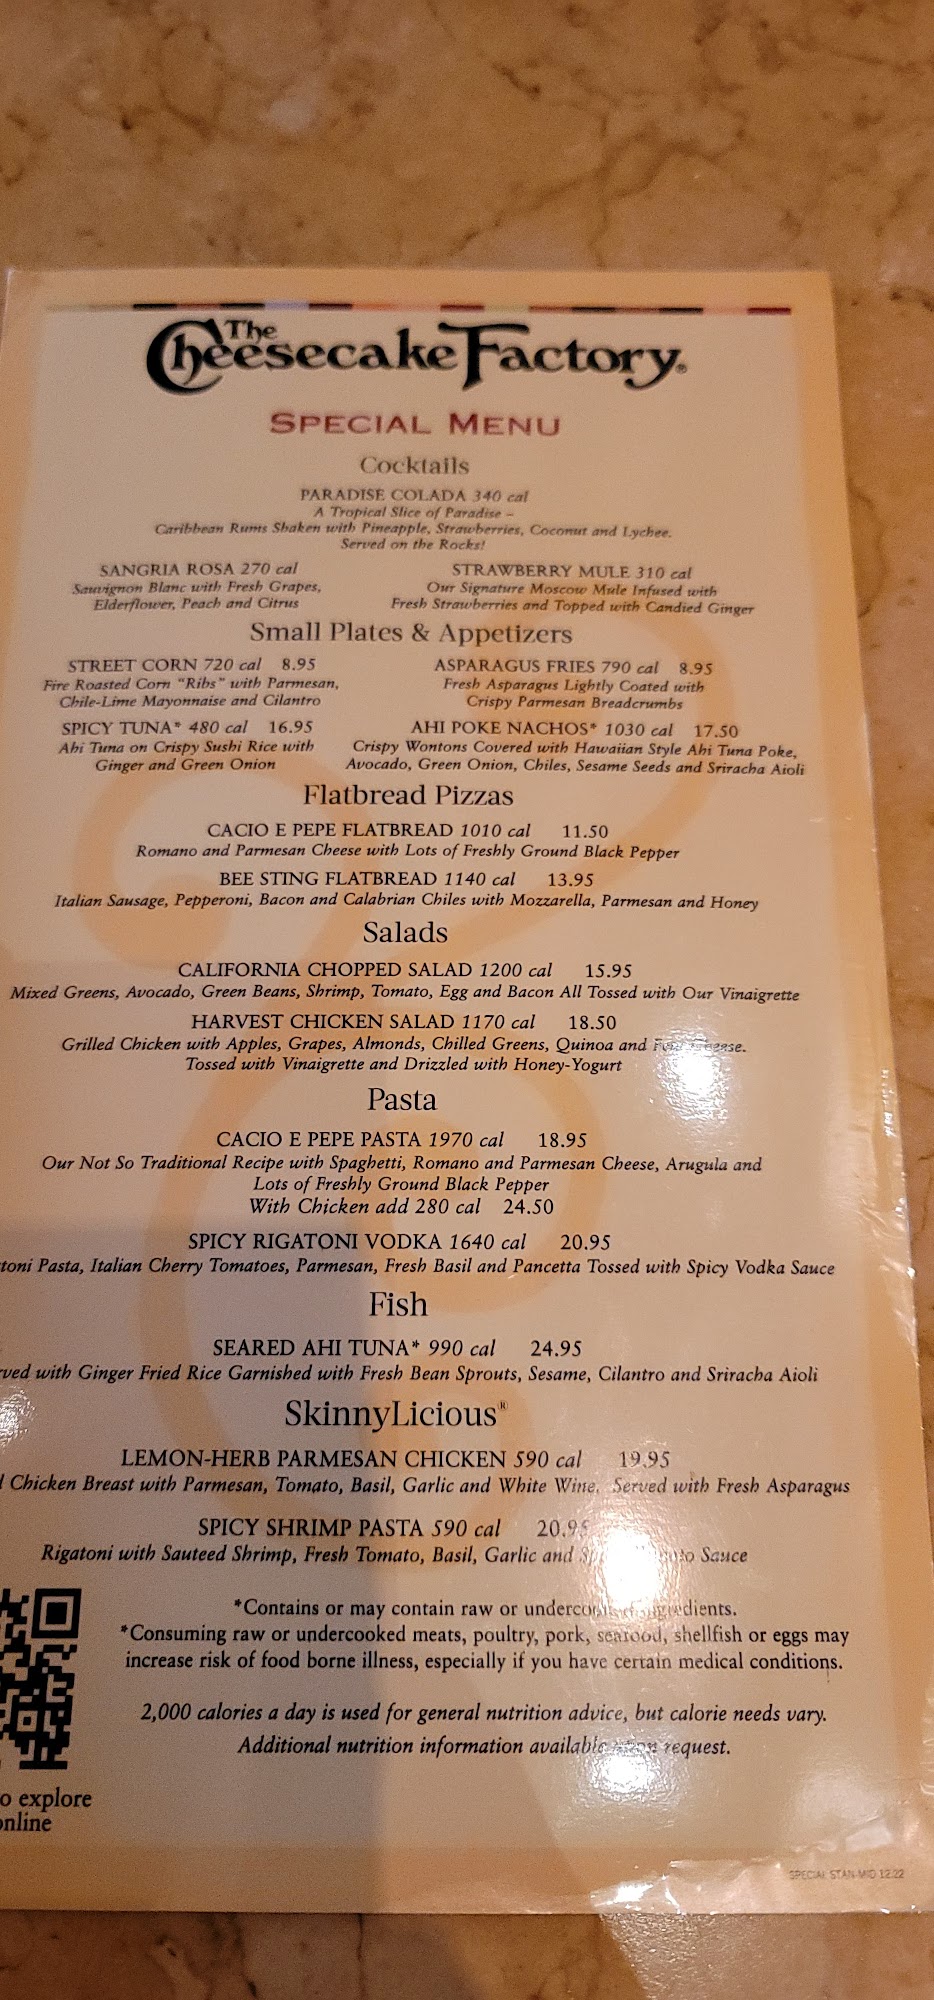 The
Cheesecake Factory®
SPECIAL MENU
Cocktails
PARADISE COLADA 340 cal
A Tropical Slice of Paradise –
Caribbean Rums Shaken with Pineapple, Strawberries, Coconut and Lychee.
Served on the Rocks!
SANGRIA ROSA 270 cal
Sauvignon Blanc with Fresh Grapes,
Elderflower, Peach and Citrus
STRAWBERRY MULE 310 cal
Our Signature Moscow Mule Infused with
Fresh Strawberries and Topped with Candied Ginger
Small Plates & Appetizers
STREET CORN 720 cal 8.95
Fire Roasted Corn "Ribs" with Parmesan,
Chile-Lime Mayonnaise and Cilantro
ASPARAGUS FRIES 790 cal 8.95
Fresh Asparagus Lightly Coated with
Crispy Parmesan Breadcrumbs
SPICY TUNA* 480 cal 16.95
Ahi Tuna on Crispy Sushi Rice with
Ginger and Green Onion
AHI POKE NACHOS* 1030 cal 17.50
Crispy Wontons Covered with Hawaiian Style Ahi Tuna Poke,
Avocado, Green Onion, Chiles, Sesame Seeds and Sriracha Aioli
Flatbread Pizzas
CACIO E PEPE FLATBREAD 1010 cal 11.50
Romano and Parmesan Cheese with Lots of Freshly Ground Black Pepper
BEE STING FLATBREAD 1140 cal 13.95
Italian Sausage, Pepperoni, Bacon and Calabrian Chiles with Mozzarella, Parmesan and Honey
Salads
CALIFORNIA CHOPPED SALAD 1200 cal 15.95
Mixed Greens, Avocado, Green Beans, Shrimp, Tomato, Egg and Bacon All Tossed with Our Vinaigrette
HARVEST CHICKEN SALAD 1170 cal 18.50
Grilled Chicken with Apples, Grapes, Almonds, Chilled Greens, Quinoa and
Tossed with Vinaigrette and Drizzled with Honey-Yogurt
Pasta
CACIO E PEPE PASTA 1970 cal 18.95
Our Not So Traditional Recipe with Spaghetti, Romano and Parmesan Cheese, Arugula and
Lots of Freshly Ground Black Pepper
With Chicken add 280 cal 24.50
SPICY RIGATONI VODKA 1640 cal 20.95
toni Pasta, Italian Cherry Tomatoes, Parmesan, Fresh Basil and Pancetta Tossed with Spicy Vodka Sauce
Fish
SEARED AHI TUNA* 990 cal 24.95
ved with Ginger Fried Rice Garnished with Fresh Bean Sprouts, Sesame, Cilantro and Sriracha Aioli
SkinnyLicious®
LEMON-HERB PARMESAN CHICKEN 590 cal 19.95
Chicken Breast with Parmesan, Tomato, Basil, Garlic and White Wine. Served with Fresh Asparagus
SPICY SHRIMP PASTA 590 cal 20.95
Rigatoni with Sauteed Shrimp, Fresh Tomato, Basil, Garlic and Sauce
*Contains or may contain raw or undercooked ingredients.
*Consuming raw or undercooked meats, poultry, pork, seafood, shellfish or eggs may
increase risk of food borne illness, especially if you have certain medical conditions.
2,000 calories a day is used for general nutrition advice, but calorie needs vary.
Additional nutrition information available upon request.
o explore
online
SPECIAL STAN-MID 12.22